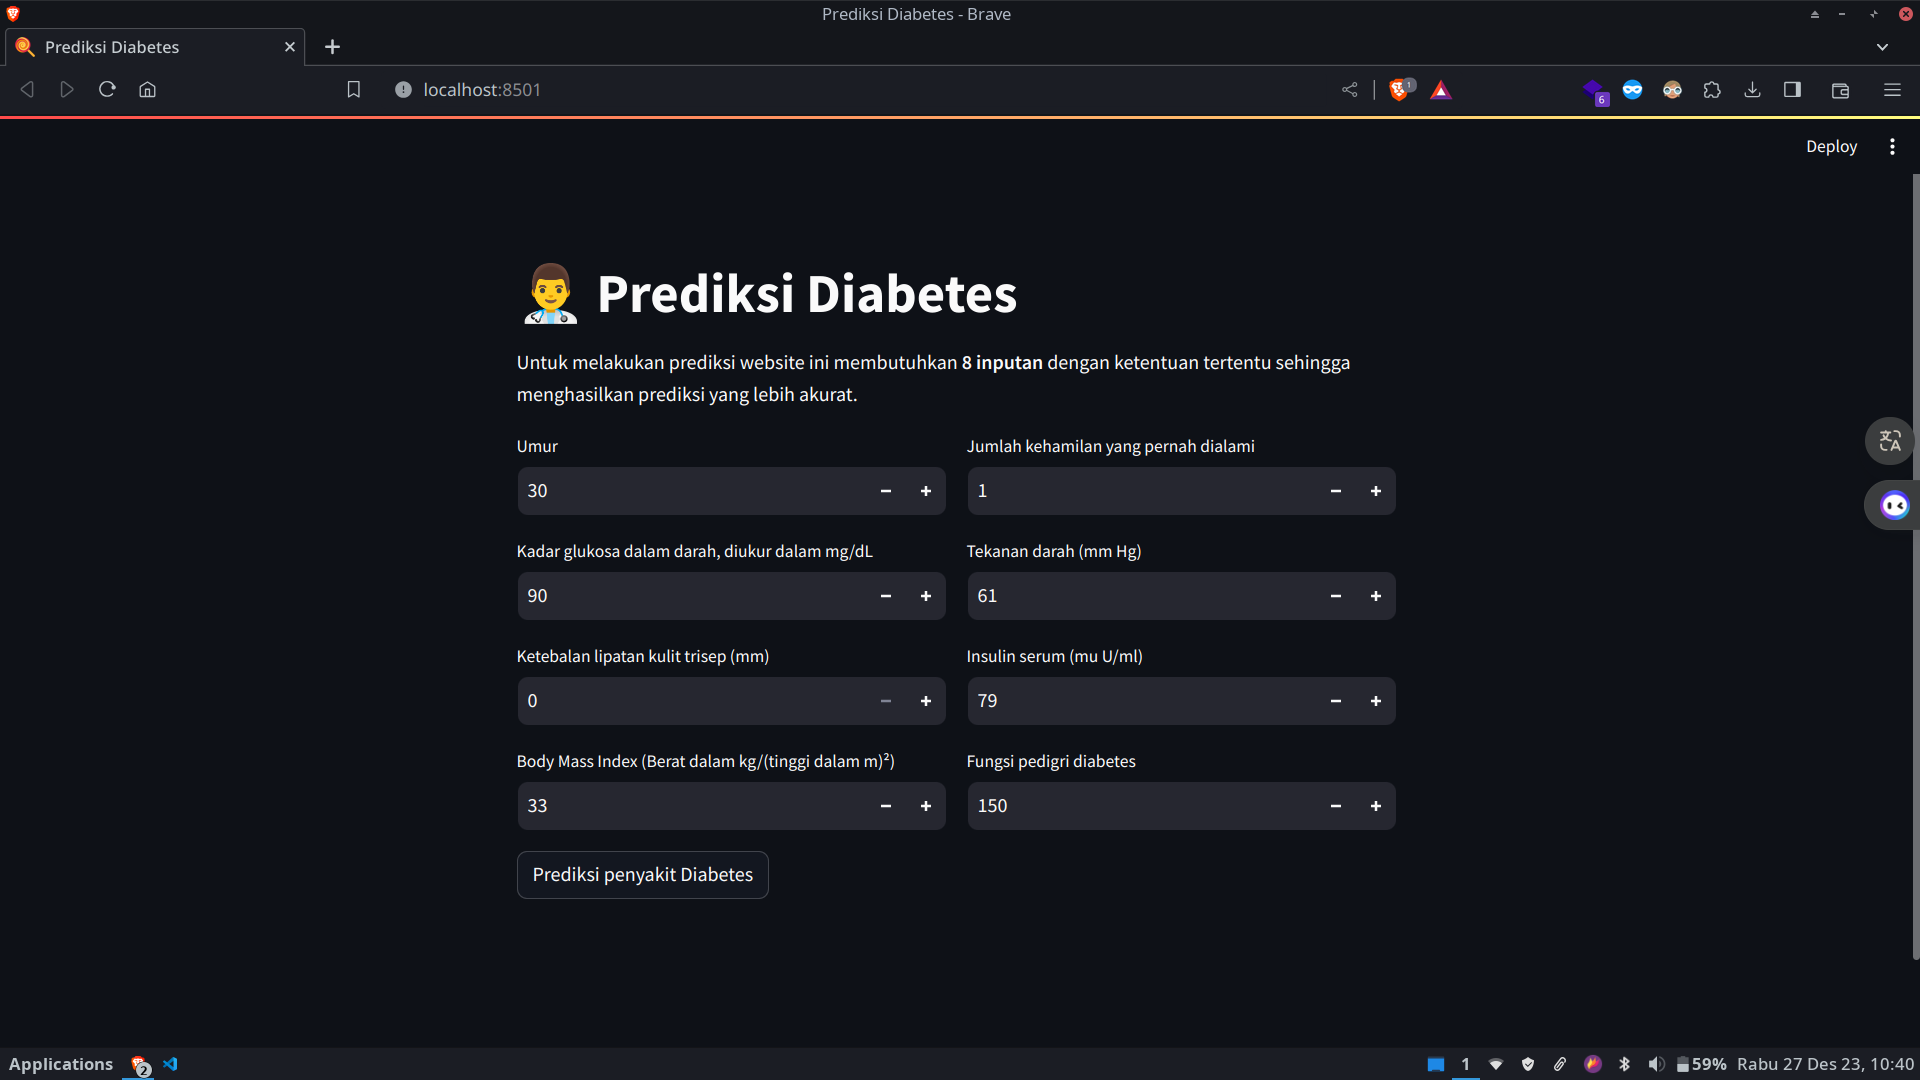 Prediksi Diabetes - Brave
Prediksi Diabetes
localhost:8501
1
6
Deploy
Prediksi Diabetes
Untuk melakukan prediksi website ini membutuhkan 8 inputan dengan ketentuan tertentu sehingga
menghasilkan prediksi yang lebih akurat.
Umur
30
Jumlah kehamilan yang pernah dialami
1
Kadar glukosa dalam darah, diukur dalam mg/dL
90
Tekanan darah (mm Hg)
61
Ketebalan lipatan kulit trisep (mm)
0
Insulin serum (mu U/ml)
79
Body Mass Index (Berat dalam kg/(tinggi dalam m)²)
33
Fungsi pedigri diabetes
150
Prediksi penyakit Diabetes
Applications
2
1
59%
Rabu 27 Des 23, 10:40